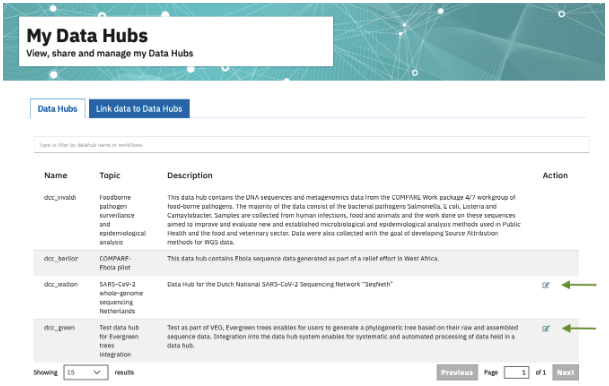 My Data Hubs
View, share and manage my Data Hubs
Data Hubs
Link data to Data Hubs
Type to filter by datahub name or workflows
Name Topic Description Action
dcc_vivaldi Foodborne This data hub contains the DNA sequences and metagenomics data from the COMPARE Work package 4/7 workgroup of
pathogen food-borne pathogens. The majority of the data consist of the bacterial pathogens Salmonella, E coli, Listeria and
surveillance Campylobacter. Samples are collected from human infections, food and animals and the work done on these sequences
and aimed to improve and evaluate new and established microbiological and epidemiological analysis methods used in Public
epidemiological Health and the food and veterinary sector. Data were also collected with the goal of developing Source Attribution
analysis methods for WGS data.
dcc_berlioz COMPARE- This data hub contains Ebola sequence data generated as part of a relief effort in West Africa.
Ebola pilot
dcc_walton SARS-CoV-2 Data Hub for the Dutch National SARS-CoV-2 Sequencing Network "SeqNeth"
whole-genome
sequencing
Netherlands
dcc_green Test data hub Test as part of VEO, Evergreen trees enables for users to generate a phylogenetic tree based on their raw and assembled
for Evergreen sequence data. Integration into the data hub system enables for systematic and automated processing of data held in a
trees data hub.
integration
Showing 15 results Previous Page 1 of 1 Next